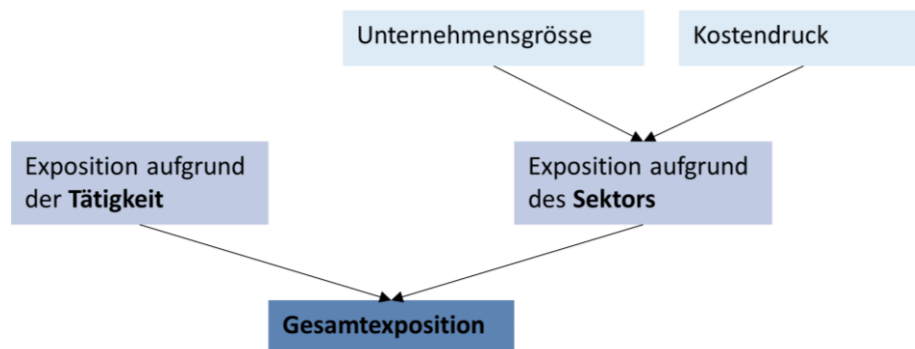 Unternehmensgrösse
Kostendruck
Exposition aufgrund
der Tätigkeit
Exposition aufgrund
des Sektors
Gesamtexposition